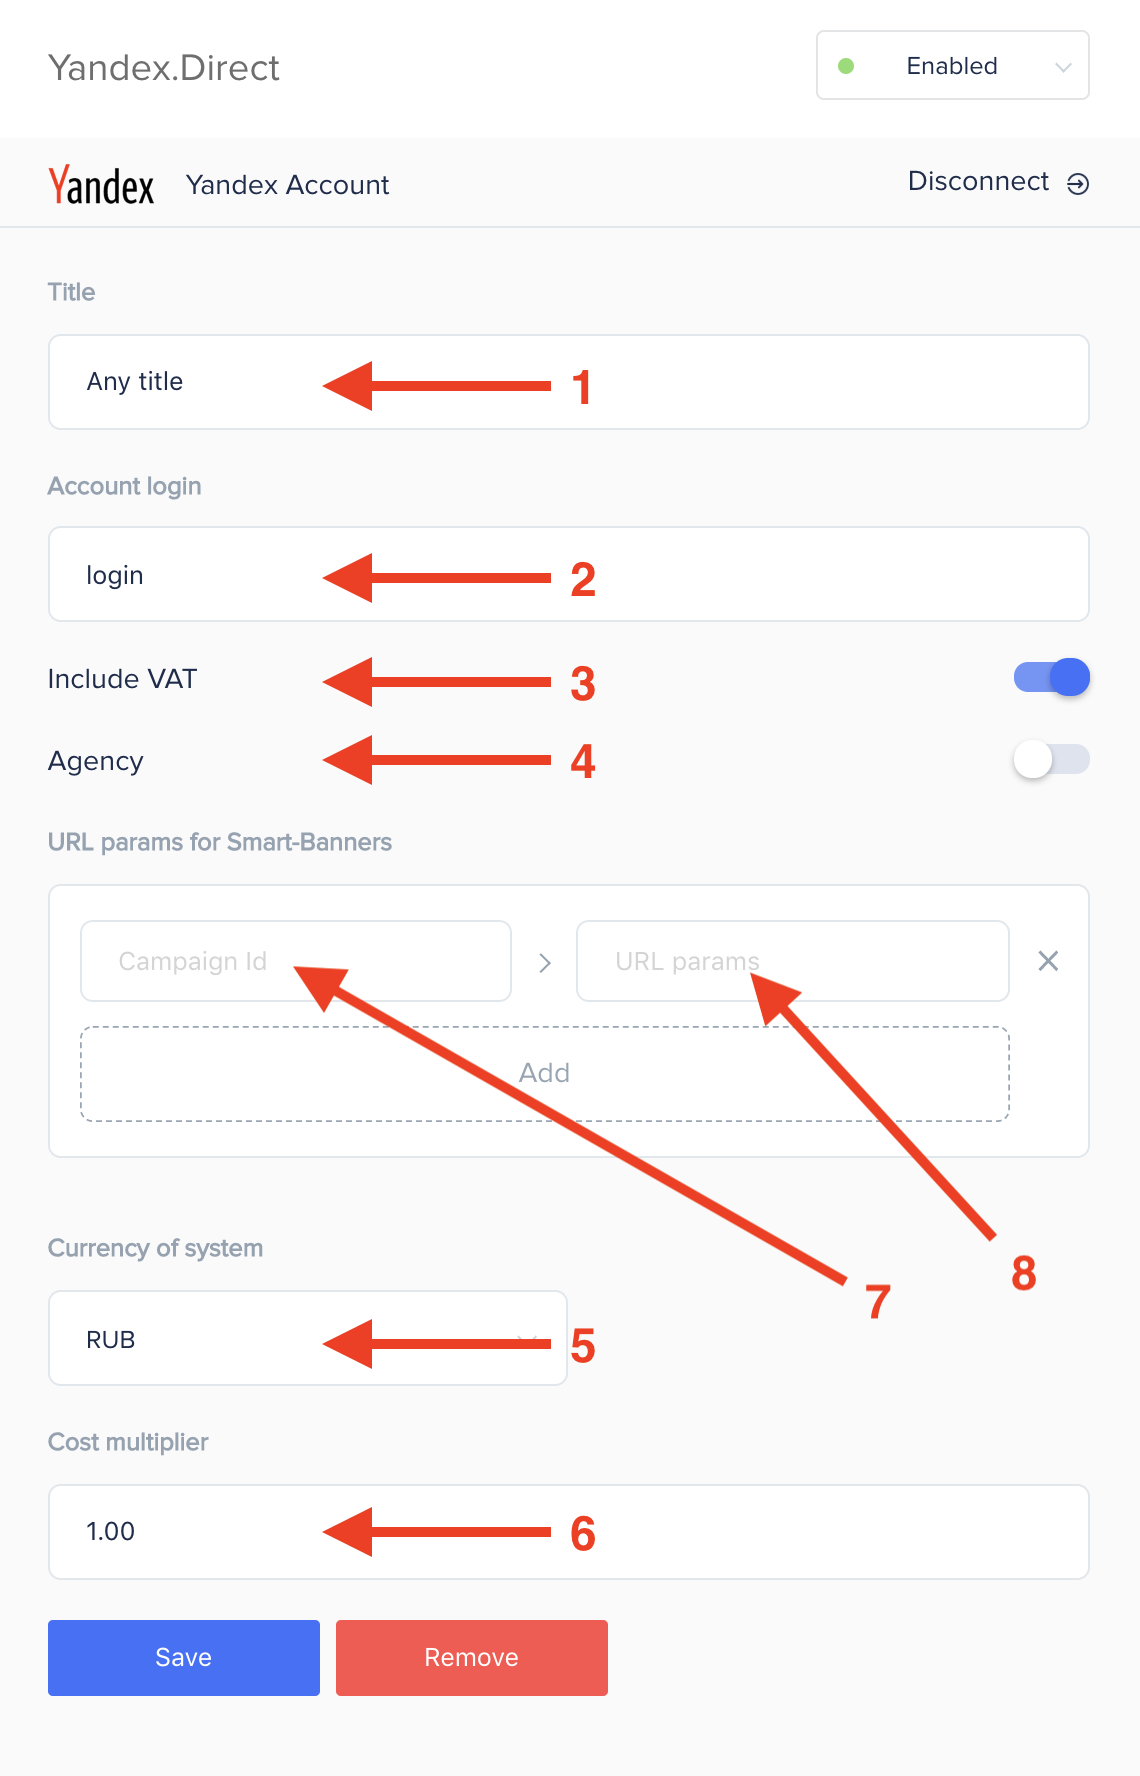 Yandex.Direct
Enabled
Yandex Yandex Account
Disconnect
Title
Any title 1
Account login
login 2
Include VAT 3
Agency 4
URL params for Smart-Banners
Campaign Id > URL params
Add
8
7
Currency of system
RUB 5
Cost multiplier
1.00 6
Save Remove